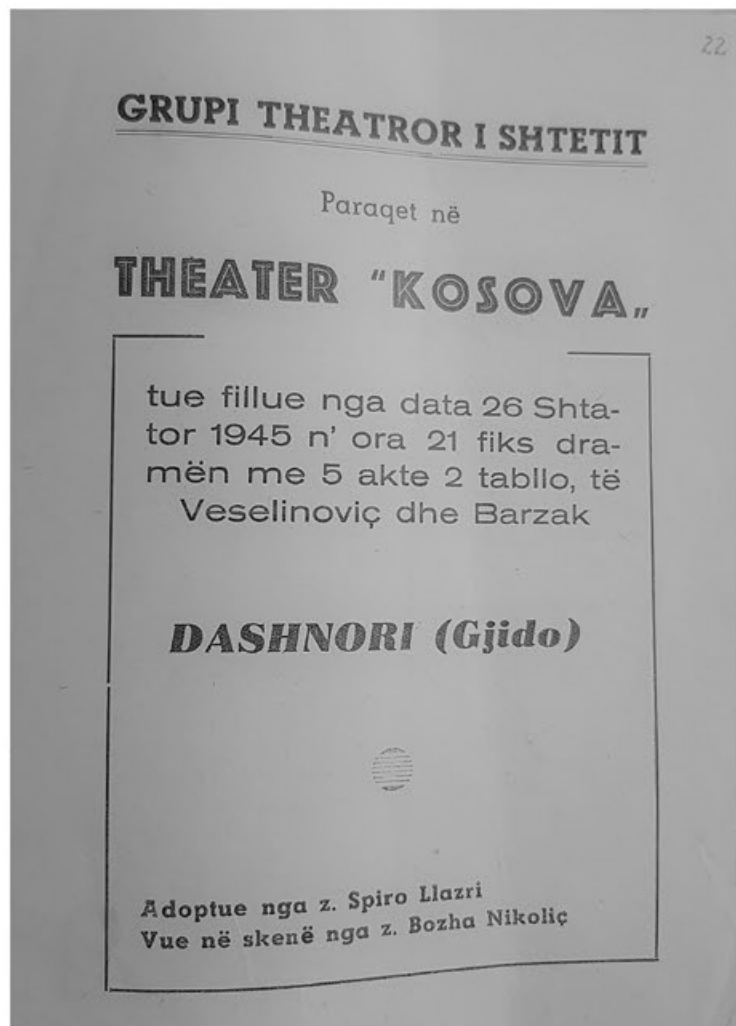 22
GRUPI THEATROR I SHTETIT
Paraqet në
THEATER "KOSOVA„
tue fillue nga data 26 Shta-
tor 1945 n' ora 21 fiks dra-
mën me 5 akte 2 tabllo, të
Veselinoviç dhe Barzak
DASHNORI (Gjido)
Adoptue nga z. Spiro Llazri
Vue në skenë nga z. Bozha Nikoliç